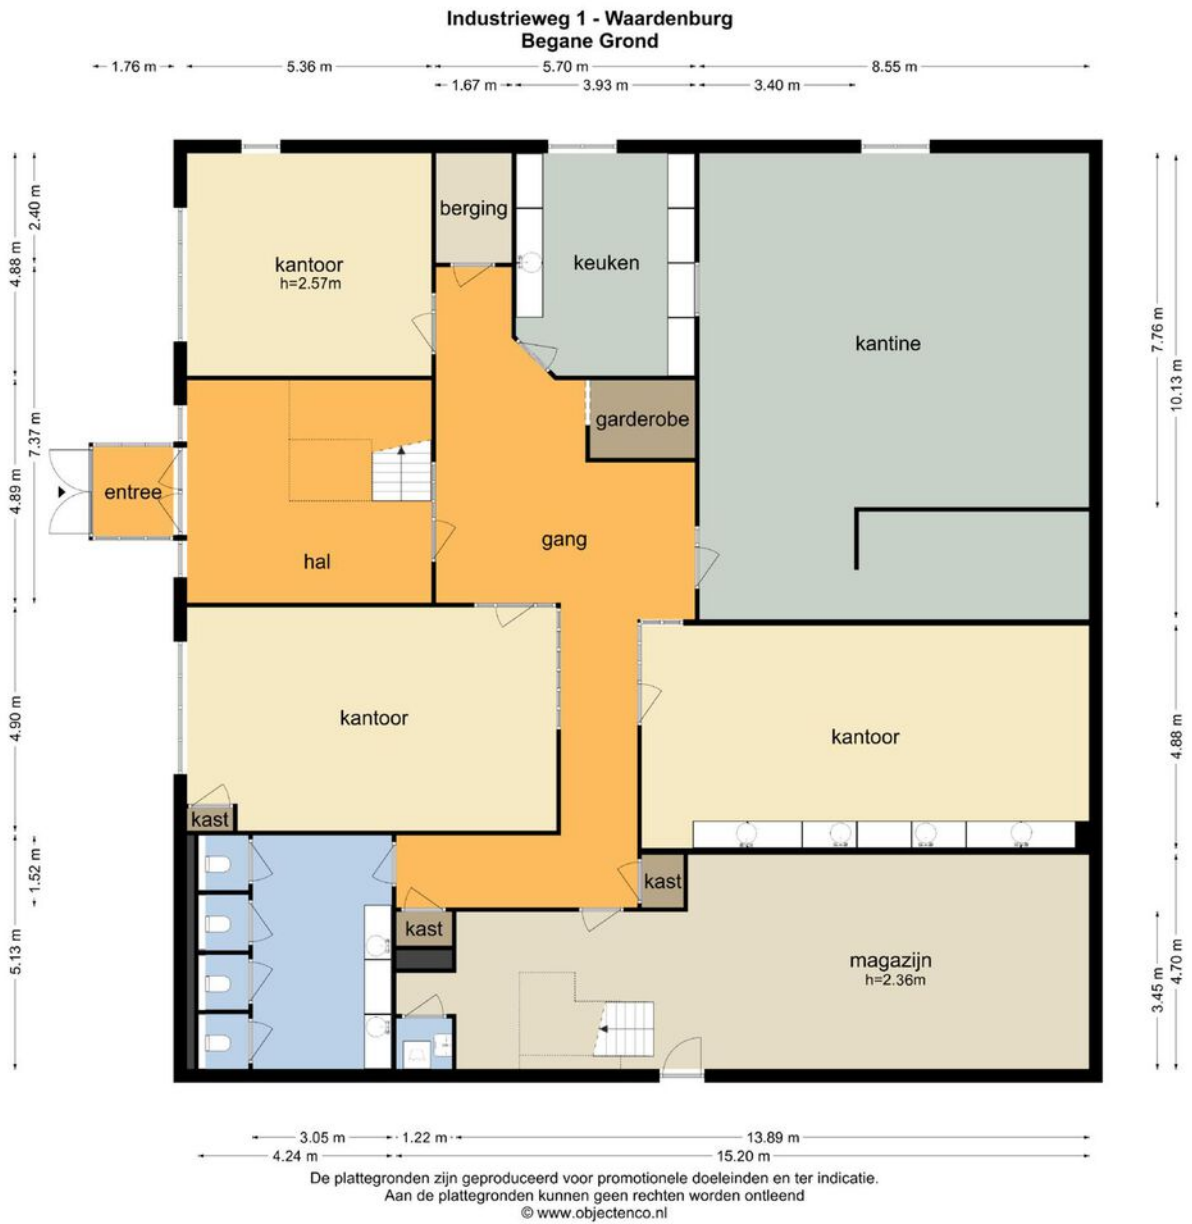 Industrieweg 1 - Waardenburg
Begane Grond
1.76 m
5.36 m
5.70 m
8.55 m
1.67 m
3.93 m
3.40 m
4.88 m
2.40 m
7.37 m
4.89 m
4.90 m
1.52 m
5.13 m
7.76 m
10.13 m
4.88 m
3.45 m
4.70 m
kantoor
h=2.57m
berging
keuken
kantine
garderobe
entree
hal
gang
kantoor
kantoor
kast
kast
kast
magazijn
h=2.36m
3.05 m
1.22 m
13.89 m
4.24 m
15.20 m
De plattegronden zijn geproduceerd voor promotionele doeleinden en ter indicatie.
Aan de plattegronden kunnen geen rechten worden ontleend
© www.objectenco.nl